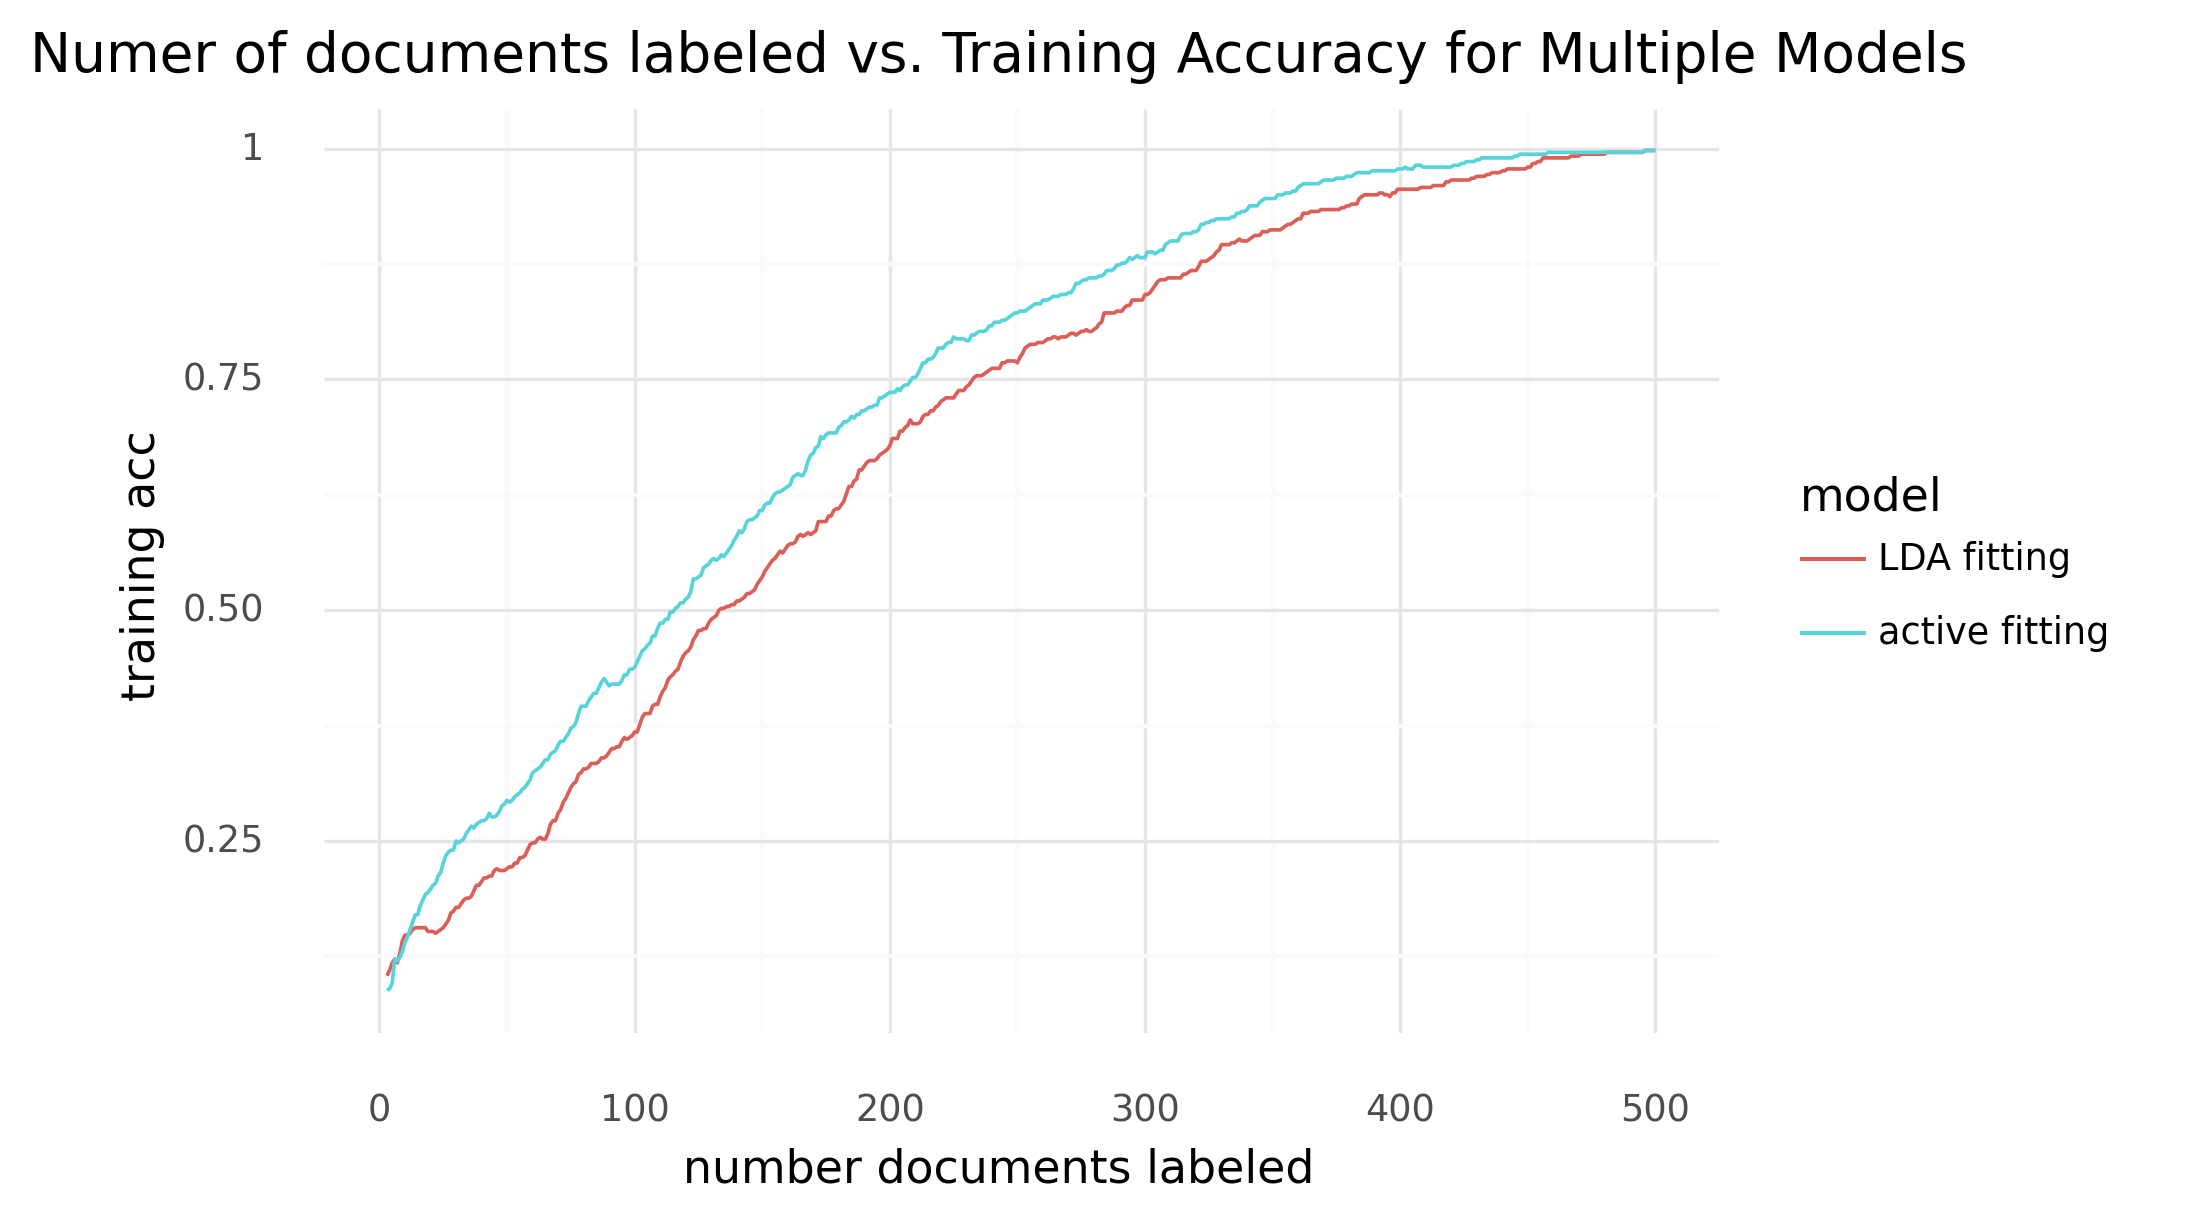 Numer of documents labeled vs. Training Accuracy for Multiple Models
1
0.75
0.50
0.25
training acc
0 100 200 300 400 500
number documents labeled
model
LDA fitting
active fitting